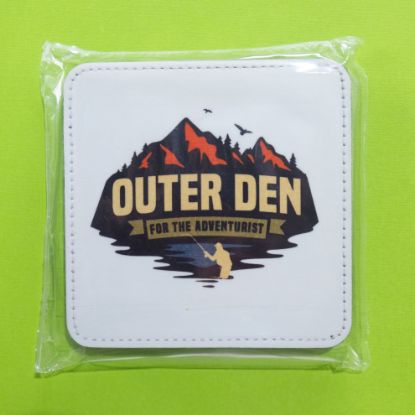 OUTER DEN
FOR THE ADVENTURIST